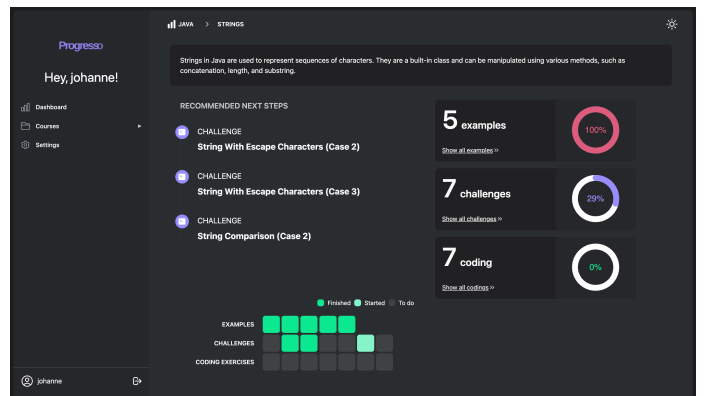 JAVA > STRINGS
Progresso
Hey, johanne!
Dashboard
Courses
Settings
Strings in Java are used to represent sequences of characters. They are a built-in class and can be manipulated using various methods, such as
concatenation, length, and substring.
RECOMMENDED NEXT STEPS
CHALLENGE
String With Escape Characters (Case 2)
CHALLENGE
String With Escape Characters (Case 3)
CHALLENGE
String Comparison (Case 2)
5 examples
Show all examples >>
100%
7 challenges
Show all challenges >>
29%
7 coding
Show all codings >>
0%
Finished Started To do
EXAMPLES
CHALLENGES
CODING EXERCISES
johanne